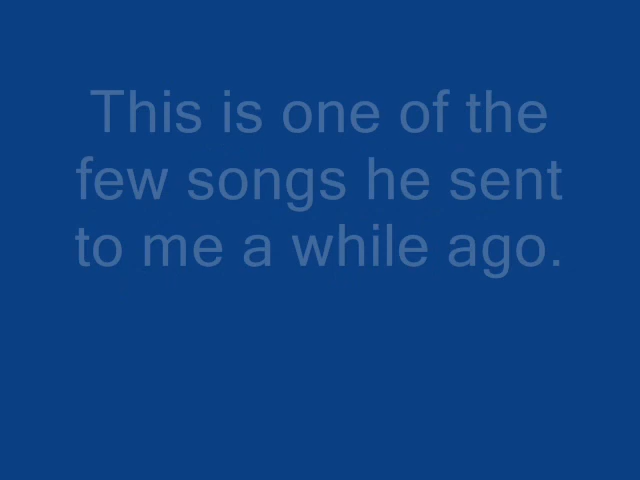 This is one of the
few songs he sent
to me a while ago.